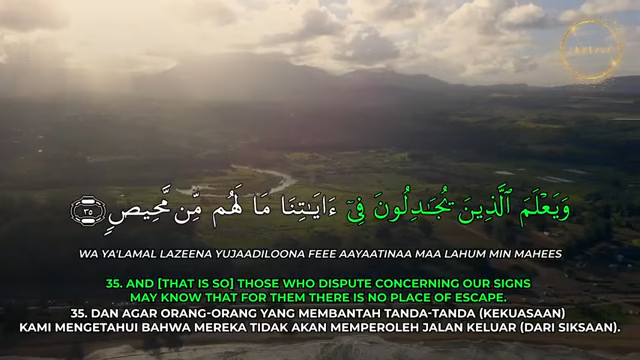 وَيَعْلَمَ ٱلَّذِينَ يُجَـٰدِلُونَ فِىٓ ءَايَـٰتِنَا مَا لَهُم مِّن مَّحِيصٍ ٣٥
WA YA'LAMAL LAZEENA YUJAADILOONA FEEE AAYAATINAA MAA LAHUM MIN MAHEES
35. AND [THAT IS SO] THOSE WHO DISPUTE CONCERNING OUR SIGNS
MAY KNOW THAT FOR THEM THERE IS NO PLACE OF ESCAPE.
35. DAN AGAR ORANG-ORANG YANG MEMBANTAH TANDA-TANDA (KEKUASAAN)
KAMI MENGETAHUI BAHWA MEREKA TIDAK AKAN MEMPEROLEH JALAN KELUAR (DARI SIKSAAN).